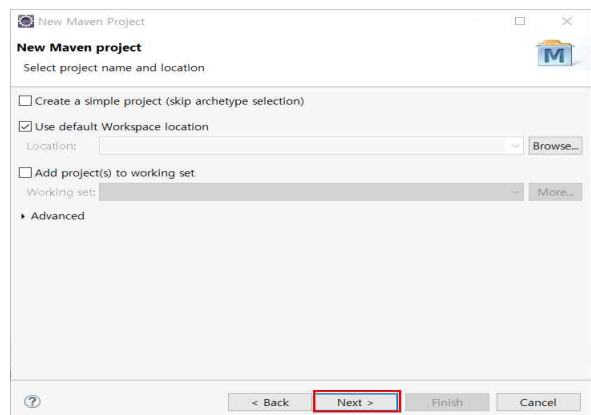 New Maven Project
New Maven project
Select project name and location
M
Create a simple project (skip archetype selection)
Use default Workspace location
Location:
Browse...
Add project(s) to working set
Working set:
More...
Advanced
?
< Back
Next >
Finish
Cancel